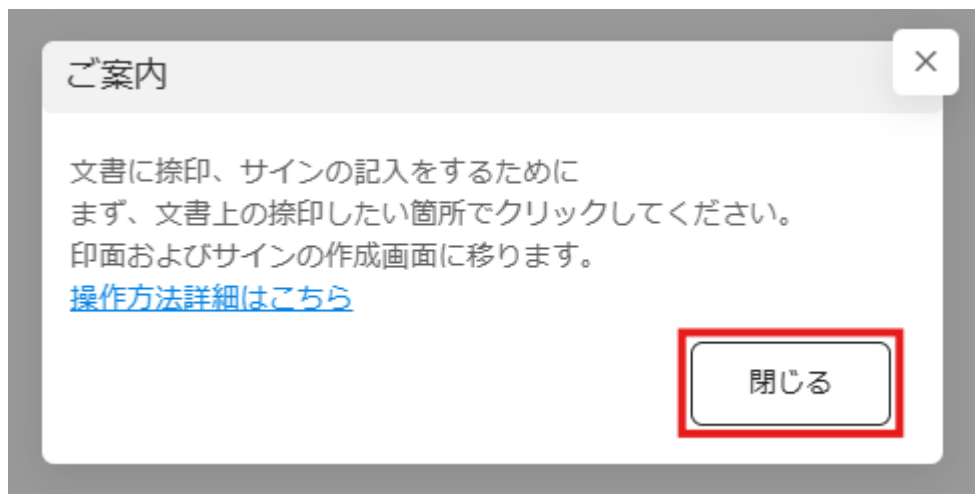 ご案内
文書に捺印、サインの記入をするために
まず、文書上の捺印したい箇所でクリックしてください。
印面およびサインの作成画面に移ります。
操作方法詳細はこちら
閉じる